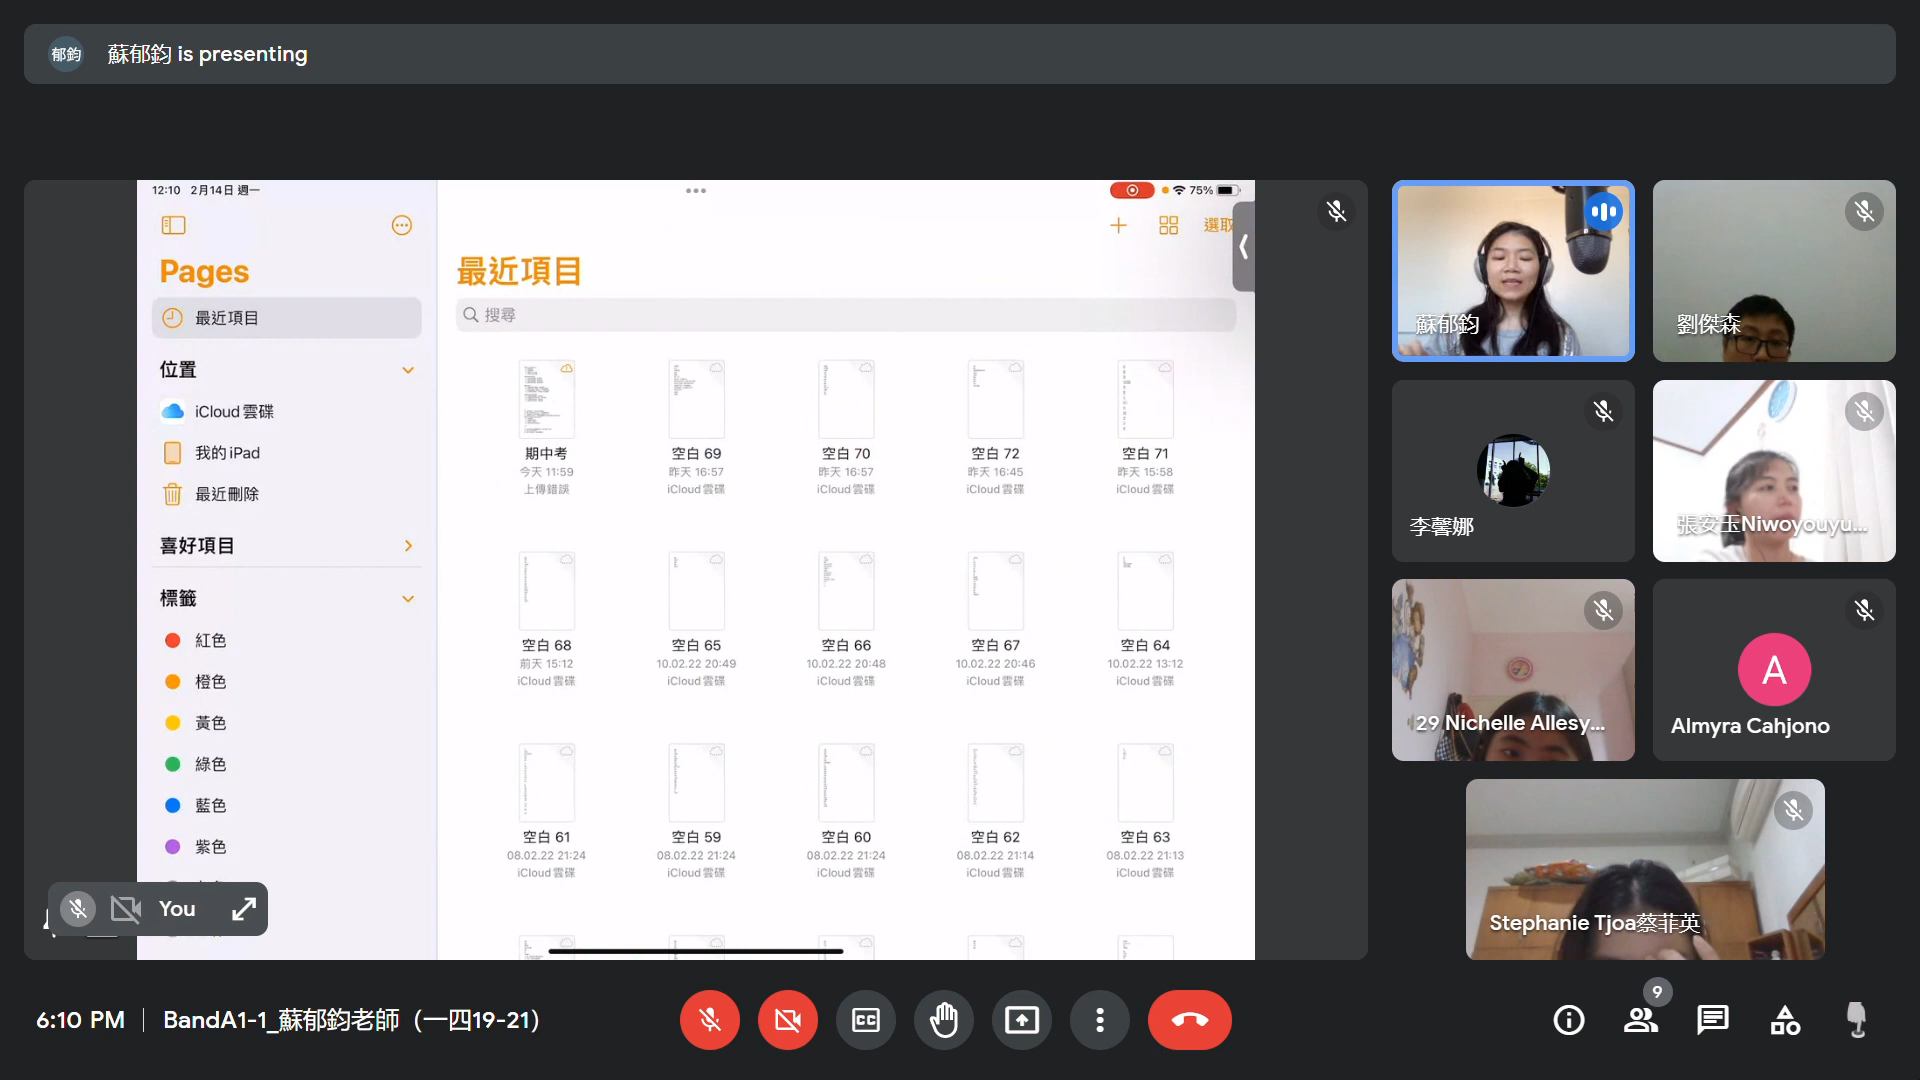 郁鈞 蘇郁鈞 is presenting
12:10 2月14日 週一
75%
Pages
最近項目
位置
iCloud 雲碟
我的 iPad
最近刪除
喜好項目
標籤
紅色
橙色
黃色
綠色
藍色
紫色
選取
最近項目
搜尋
期中考
今天 11:59
上傳錯誤
空白 69
昨天 16:57
iCloud 雲碟
空白 70
昨天 16:57
iCloud 雲碟
空白 72
昨天 16:45
iCloud 雲碟
空白 71
昨天 15:58
iCloud 雲碟
空白 68
前天 15:12
iCloud 雲碟
空白 65
10.02.22 20:49
iCloud 雲碟
空白 66
10.02.22 20:48
iCloud 雲碟
空白 67
10.02.22 20:46
iCloud 雲碟
空白 64
10.02.22 13:12
iCloud 雲碟
空白 61
08.02.22 21:24
iCloud 雲碟
空白 59
08.02.22 21:24
iCloud 雲碟
空白 60
08.02.22 21:24
iCloud 雲碟
空白 62
08.02.22 21:14
iCloud 雲碟
空白 63
08.02.22 21:13
iCloud 雲碟
You
蘇郁鈞
劉傑森
李馨娜
張安玉Niwoyouyu...
29 Nichelle Allesy...
A
Almyra Cahjono
Stephanie Tjoa蔡菲英
6:10 PM
BandA1-1_蘇郁鈞老師（一四19-21）
CC
9